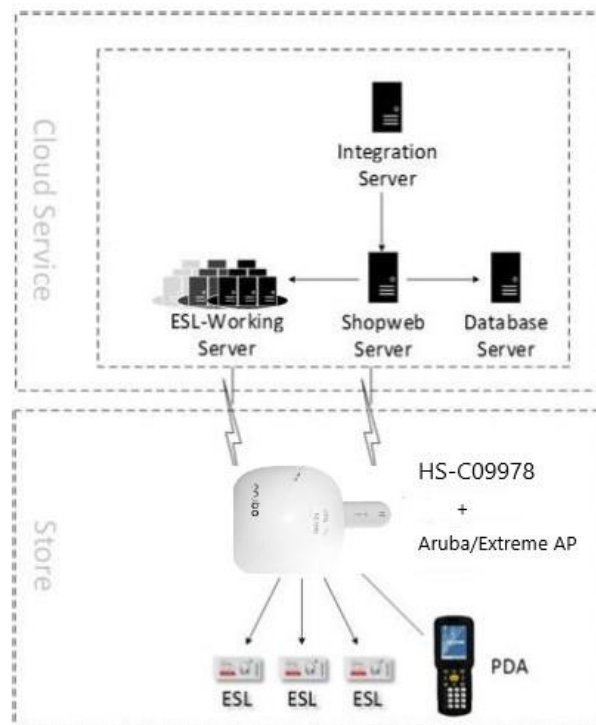 Cloud Service
Integration
Server
ESL-Working
Server
Shopweb
Server
Database
Server
Store
HS-C09978
+
Aruba/Extreme AP
ESL
ESL
ESL
PDA